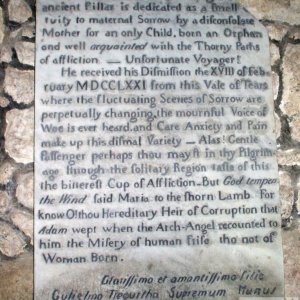 ancient Pillar is dedicated as a small
tuity to maternal Sorrow by a disconsolate
Mother for an only Child, born an Orphan
and well acquainted with the Thorny Paths
of affliction — Unfortunate Voyager!
He received his Dismission the XVIII of Feb
ruary MDCCLXXI from this Vale of Tears
where the fluctuating Scenes of Sorrow are
perpetually changing, the mournful Voice of
Woe is ever heard, and Care Anxiety and Pain
make up this dismal Variety — Alas! Gentle
Passenger perhaps thou may'st in thy Pilgrim
age through the solitary Region taste of this
the bitterest Cup of Affliction. But God tempers
the Wind said Maria to the shorn Lamb. For
know O! thou Hereditary Heir of Corruption that
Adam wept when the Arch-Angel recounted to
him the Misery of human Life tho not of
Woman Born.
et amantissimo Filio
Gulielmo Supremum Munus